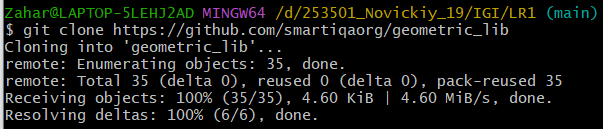 Zahar@LAPTOP-5LEHJ2AD MINGW64 /d/253501_Novickiy_19/IGI/LR1 (main)
$ git clone https://github.com/smartiqaorg/geometric_lib
Cloning into 'geometric_lib'...
remote: Enumerating objects: 35, done.
remote: Total 35 (delta 0), reused 0 (delta 0), pack-reused 35
Receiving objects: 100% (35/35), 4.60 KiB | 4.60 MiB/s, done.
Resolving deltas: 100% (6/6), done.